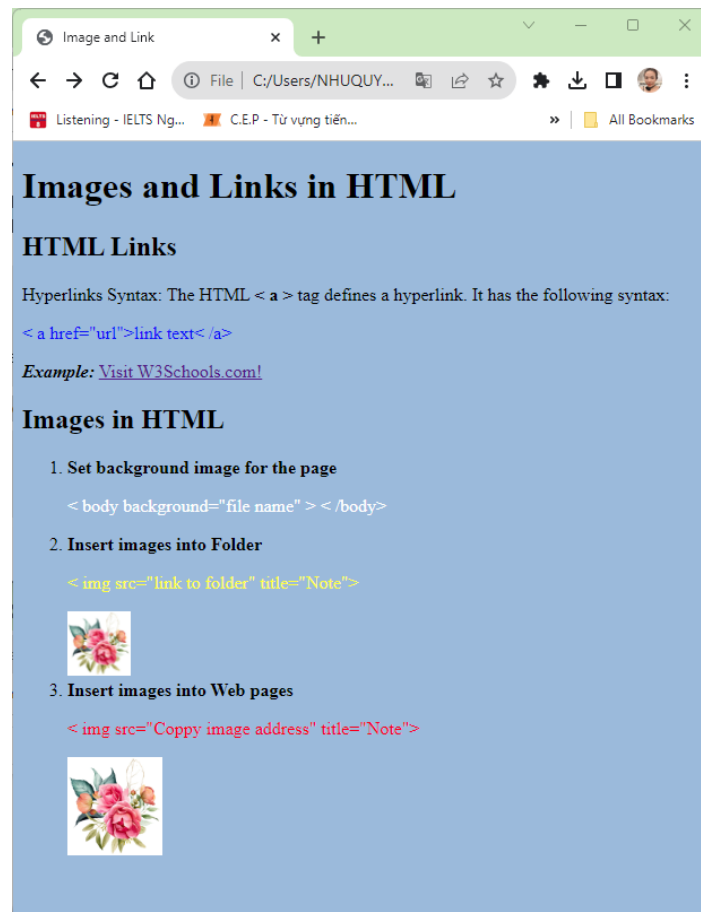 Image and Link
File | C:/Users/NHUQUY...
Listening - IELTS Ng... C.E.P - Từ vựng tiến... » All Bookmarks
Images and Links in HTML
HTML Links
Hyperlinks Syntax: The HTML < a > tag defines a hyperlink. It has the following syntax:
< a href="url">link text< /a>
Example: Visit W3Schools.com!
Images in HTML
1. Set background image for the page
< body background="file name" > < /body>
2. Insert images into Folder
< img src="link to folder" title="Note">
3. Insert images into Web pages
< img src="Coppy image address" title="Note">